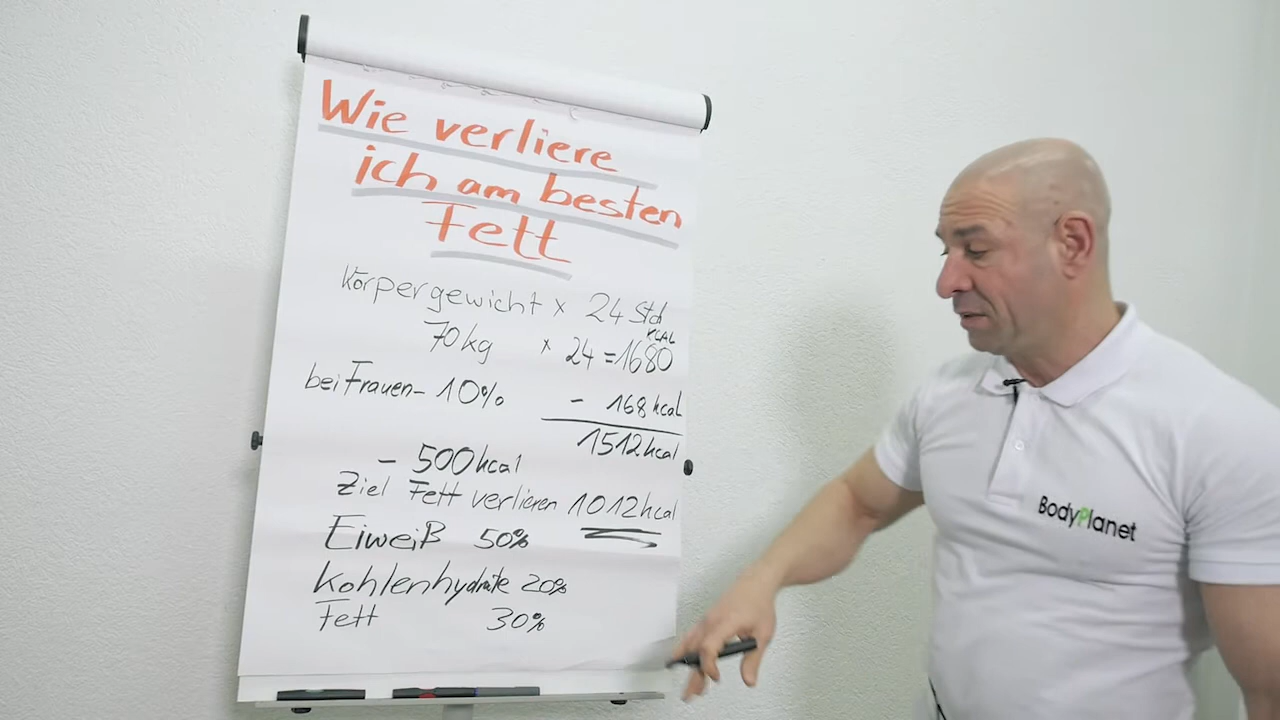 Wie verliere
ich am besten
Fett
Körpergewicht x 24 Std
KCAL
70kg x 24 = 1680
bei Frauen - 10% - 168 kcal
1512 kcal
- 500 kcal
Ziel Fett verlieren 1012 kcal
Eiweiß 50%
Kohlenhydrate 20%
Fett 30%
BodyPlanet